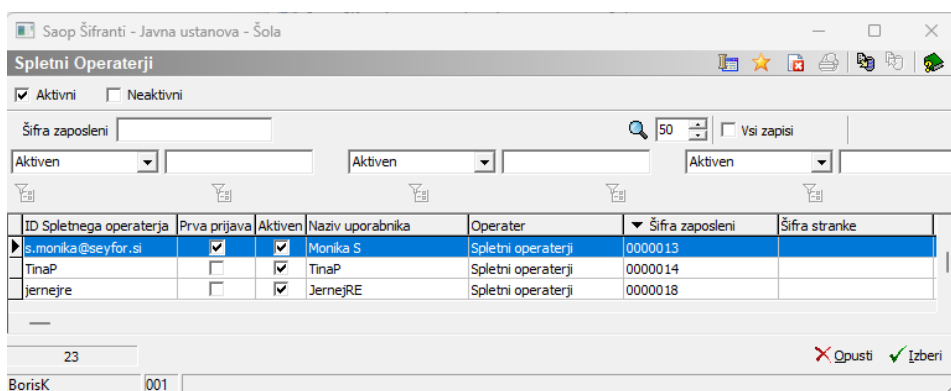 Saop Šifranti - Javna ustanova - Šola
Spletni Operaterji
Aktivni Neaktivni
Šifra zaposleni 50 Vsi zapisi
Aktiven Aktiven Aktiven
ID Spletnega operaterja Prva prijava Aktiven Naziv uporabnika Operater Šifra zaposleni Šifra stranke
s.monika@seyfor.si Monika S Spletni operaterji 0000013
TinaP TinaP Spletni operaterji 0000014
jernejre JernejRE Spletni operaterji 0000018
23 Opusti Izberi
BorisK 001